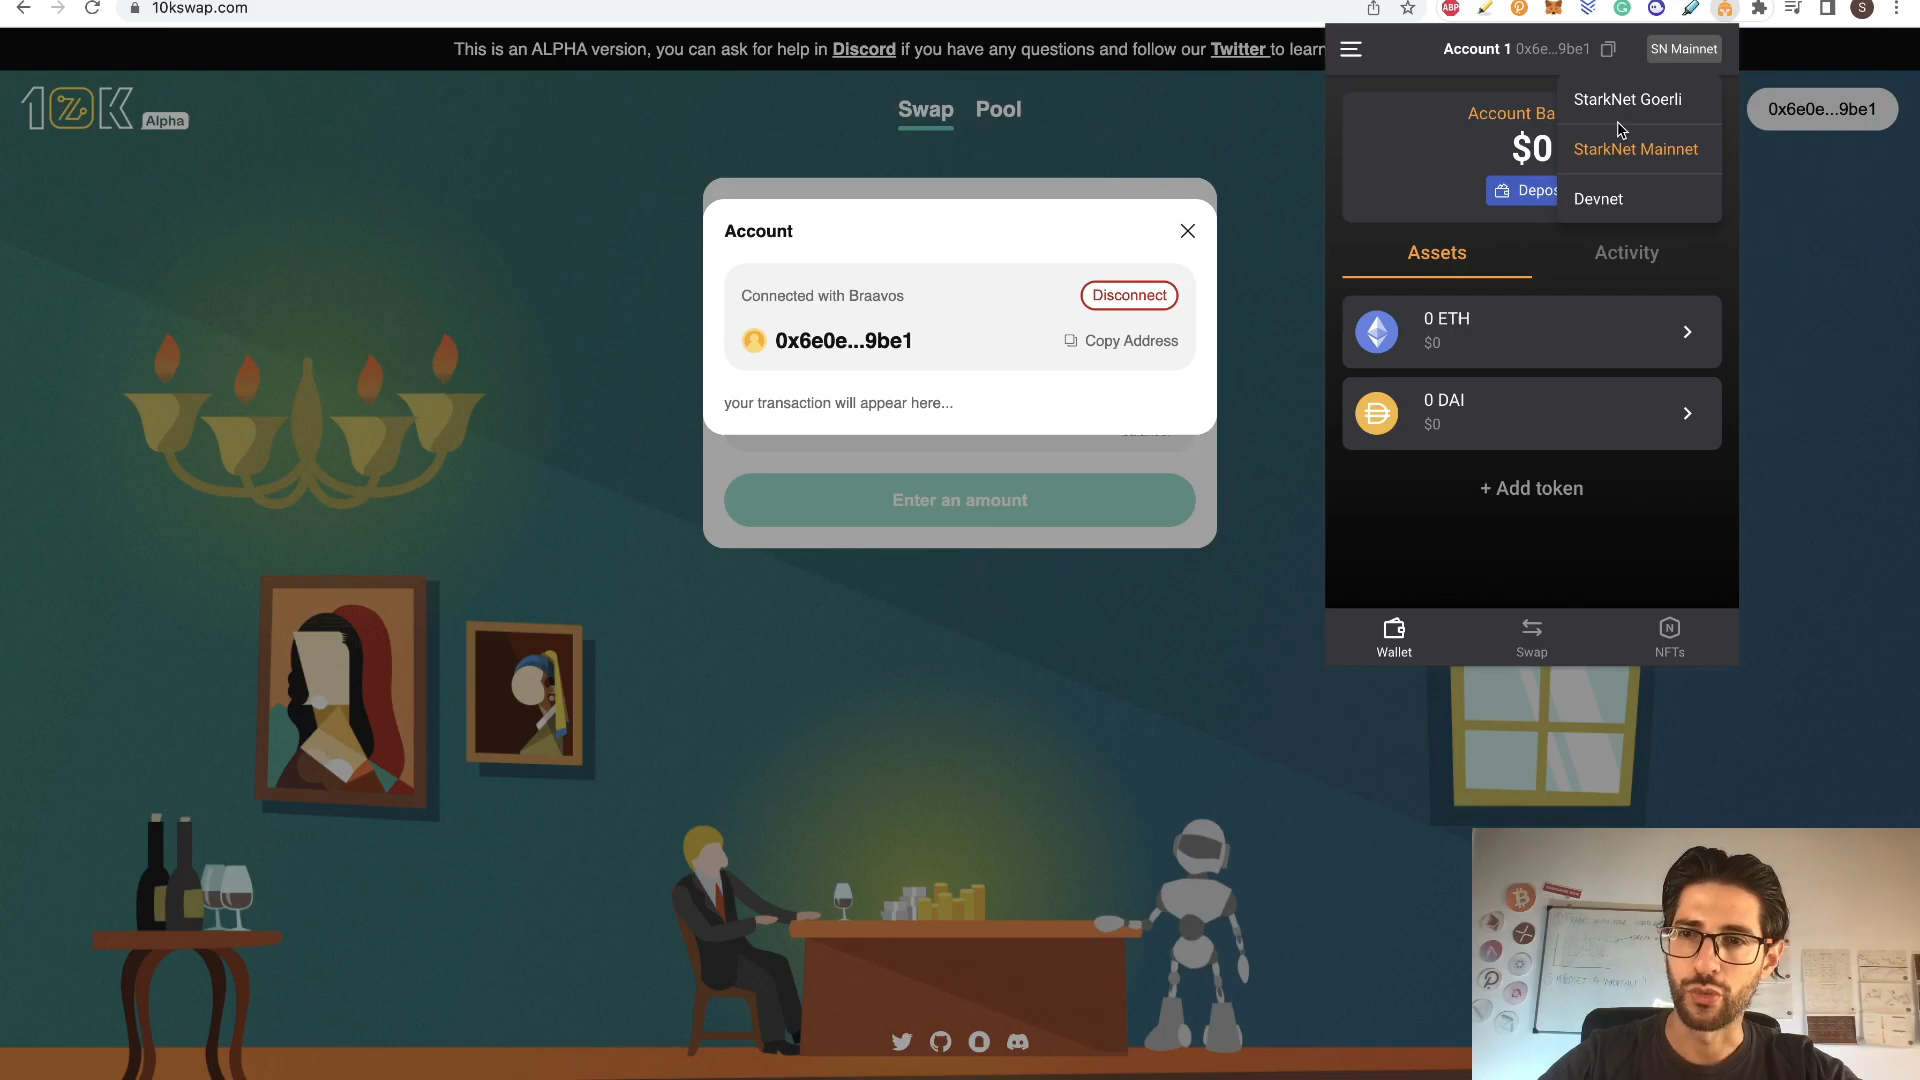 10kswap.com
ABP
S
This is an ALPHA version, you can ask for help in Discord if you have any questions and follow our Twitter to learn
Account 1 0x6e...9be1
SN Mainnet
10K Alpha
Swap
Pool
0x6e0e...9be1
Account Ba
$0
Depos
StarkNet Goerli
StarkNet Mainnet
Devnet
Account
Connected with Braavos
Disconnect
0x6e0e...9be1
Copy Address
your transaction will appear here...
Enter an amount
Assets
Activity
0 ETH
$0
0 DAI
$0
+ Add token
Wallet
Swap
NFTs